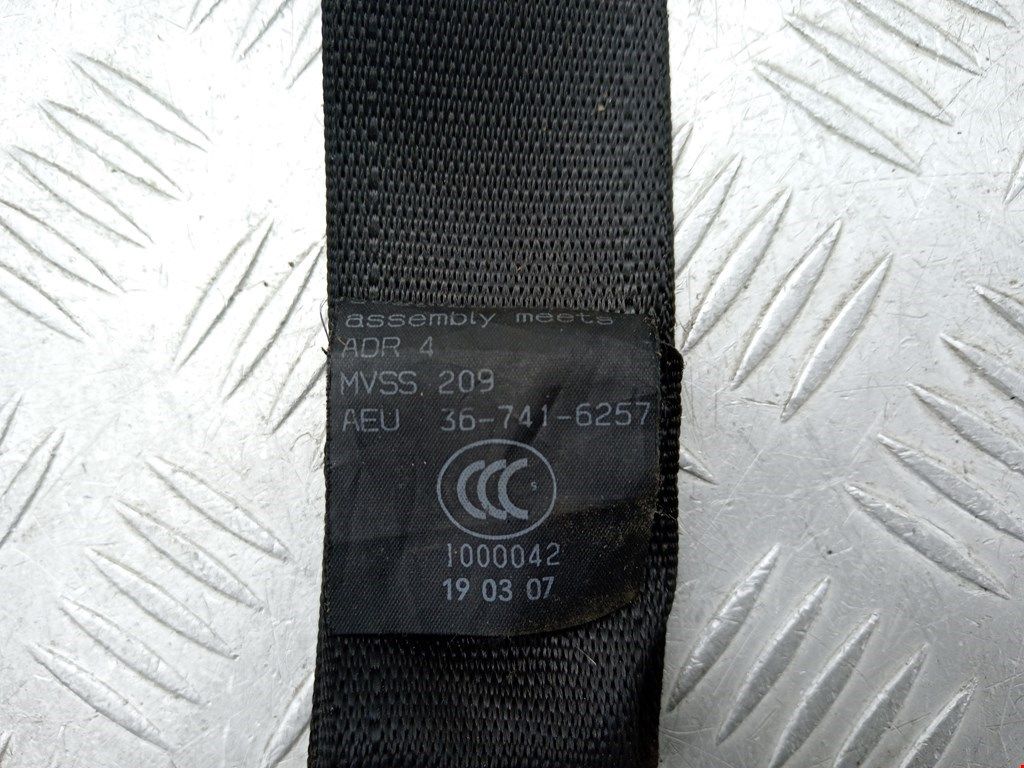 assembly meets
ADR 4
MVSS 209
AEU 36-741-6257
CCC S
1000042
19 03 07